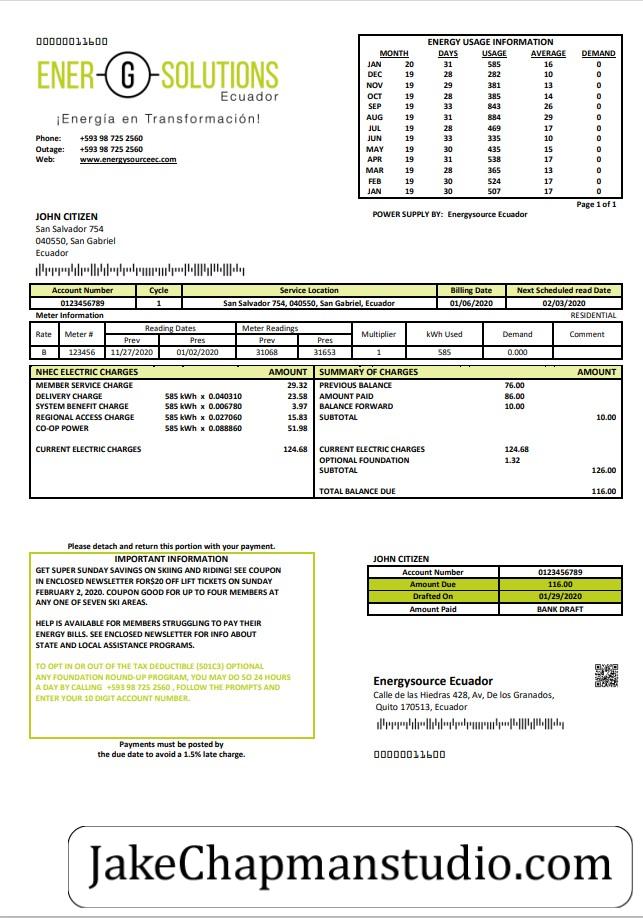 00000011600
ENER-G-SOLUTIONS
Ecuador
¡Energía en Transformación!
Phone: +593 98 725 2560
Outage: +593 98 725 2560
Web: www.energysourceec.com
ENERGY USAGE INFORMATION
MONTH DAYS USAGE AVERAGE DEMAND
JAN 20 31 585 16 0
DEC 19 28 282 10 0
NOV 19 29 381 13 0
OCT 19 28 385 14 0
SEP 19 33 843 26 0
AUG 19 31 884 29 0
JUL 19 28 469 17 0
JUN 19 33 335 10 0
MAY 19 30 435 15 0
APR 19 31 538 17 0
MAR 19 28 365 13 0
FEB 19 30 524 17 0
JAN 19 30 507 17 0
Page 1 of 1
POWER SUPPLY BY: Energysource Ecuador
JOHN CITIZEN
San Salvador 754
040550, San Gabriel
Ecuador
Account Number Cycle Service Location Billing Date Next Scheduled read Date
0123456789 1 San Salvador 754, 040550, San Gabriel, Ecuador 01/06/2020 02/03/2020
Meter Information RESIDENTIAL
Rate Meter # Reading Dates Meter Readings Multiplier kWh Used Demand Comment
Prev Pres Prev Pres
B 123456 11/27/2020 01/02/2020 31068 31653 1 585 0.000
NHEC ELECTRIC CHARGES AMOUNT
MEMBER SERVICE CHARGE 29.32
DELIVERY CHARGE 585 kWh x 0.040310 23.58
SYSTEM BENEFIT CHARGE 585 kWh x 0.006780 3.97
REGIONAL ACCESS CHARGE 585 kWh x 0.027060 15.83
CO-OP POWER 585 kWh x 0.088860 51.98
CURRENT ELECTRIC CHARGES 124.68
SUMMARY OF CHARGES AMOUNT
PREVIOUS BALANCE 76.00
AMOUNT PAID 86.00
BALANCE FORWARD 10.00
SUBTOTAL 10.00
CURRENT ELECTRIC CHARGES 124.68
OPTIONAL FOUNDATION 1.32
SUBTOTAL 126.00
TOTAL BALANCE DUE 116.00
Please detach and return this portion with your payment.
IMPORTANT INFORMATION
GET SUPER SUNDAY SAVINGS ON SKIING AND RIDING! SEE COUPON
IN ENCLOSED NEWSLETTER FOR$20 OFF LIFT TICKETS ON SUNDAY
FEBRUARY 2, 2020. COUPON GOOD FOR UP TO FOUR MEMBERS AT
ANY ONE OF SEVEN SKI AREAS.
HELP IS AVAILABLE FOR MEMBERS STRUGGLING TO PAY THEIR
ENERGY BILLS. SEE ENCLOSED NEWSLETTER FOR INFO ABOUT
STATE AND LOCAL ASSISTANCE PROGRAMS.
TO OPT IN OR OUT OF THE TAX DEDUCTIBLE (501C3) OPTIONAL
ANY FOUNDATION ROUND-UP PROGRAM, YOU MAY DO SO 24 HOURS
A DAY BY CALLING +593 98 725 2560 , FOLLOW THE PROMPTS AND
ENTER YOUR 10 DIGIT ACCOUNT NUMBER.
Payments must be posted by
the due date to avoid a 1.5% late charge.
JOHN CITIZEN
Account Number 0123456789
Amount Due 116.00
Drafted On 01/29/2020
Amount Paid BANK DRAFT
Energysource Ecuador
Calle de las Hiedras 428, Av, De los Granados,
Quito 170513, Ecuador
00000011600
JakeChapmanstudio.com